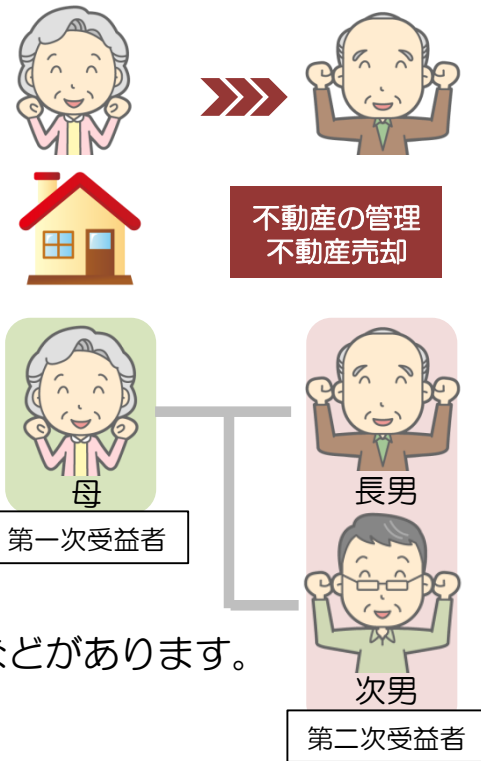 不動産の管理
不動産売却
母
長男
第一次受益者
などがあります。
次男
第二次受益者